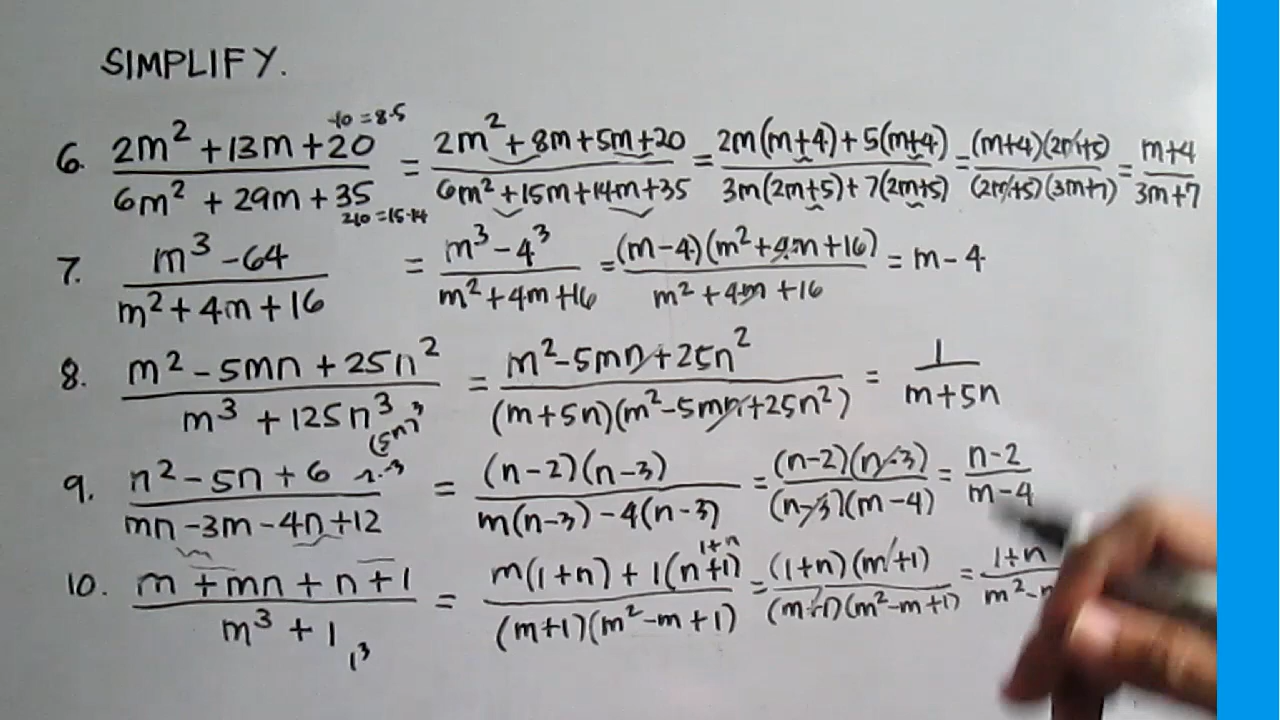 SIMPLIFY.
6. (2m² + 13m + 20)/(6m² + 29m + 35) = (2m² + 8m + 5m + 20)/(6m² + 15m + 14m + 35) = (2m(m+4) + 5(m+4))/(3m(2m+5) + 7(2m+5)) = ((m+4)(2m+5))/((2m+5)(3m+7)) = (m+4)/(3m+7)
40 = 8·5
210 = 15·14
7. (m³ - 64)/(m² + 4m + 16) = (m³ - 4³)/(m² + 4m + 16) = ((m-4)(m² + 4m + 16))/(m² + 4m + 16) = m - 4
8. (m² - 5mn + 25n²)/(m³ + 125n³) = (m² - 5mn + 25n²)/((m + 5n)(m² - 5mn + 25n²)) = 1/(m + 5n)
(5n)³
9. (n² - 5n + 6)/(mn - 3m - 4n + 12) = ((n-2)(n-3))/(m(n-3) - 4(n-3)) = ((n-2)(n-3))/((n-3)(m-4)) = (n-2)/(m-4)
1+n
10. (m + mn + n + 1)/(m³ + 1) = (m(1+n) + 1(n+1))/((m+1)(m² - m + 1)) = ((1+n)(m+1))/((m+1)(m² - m + 1)) = (1+n)/(m² -
1³